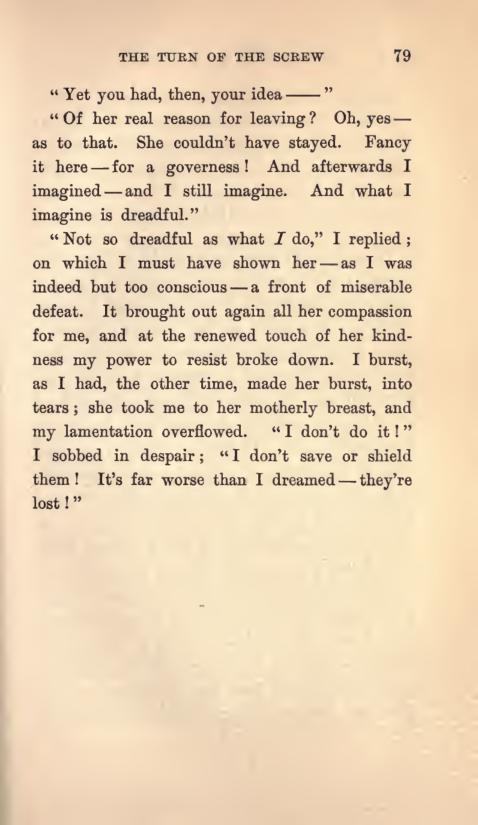 THE TURN OF THE SCREW 79
“Yet you had, then, your idea —— ”
“Of her real reason for leaving? Oh, yes —
as to that. She couldn’t have stayed. Fancy
it here — for a governess! And afterwards I
imagined — and I still imagine. And what I
imagine is dreadful.”
“Not so dreadful as what I do,” I replied;
on which I must have shown her — as I was
indeed but too conscious — a front of miserable
defeat. It brought out again all her compassion
for me, and at the renewed touch of her kind-
ness my power to resist broke down. I burst,
as I had, the other time, made her burst, into
tears; she took me to her motherly breast, and
my lamentation overflowed. “I don’t do it!”
I sobbed in despair; “I don’t save or shield
them! It’s far worse than I dreamed — they’re
lost!”